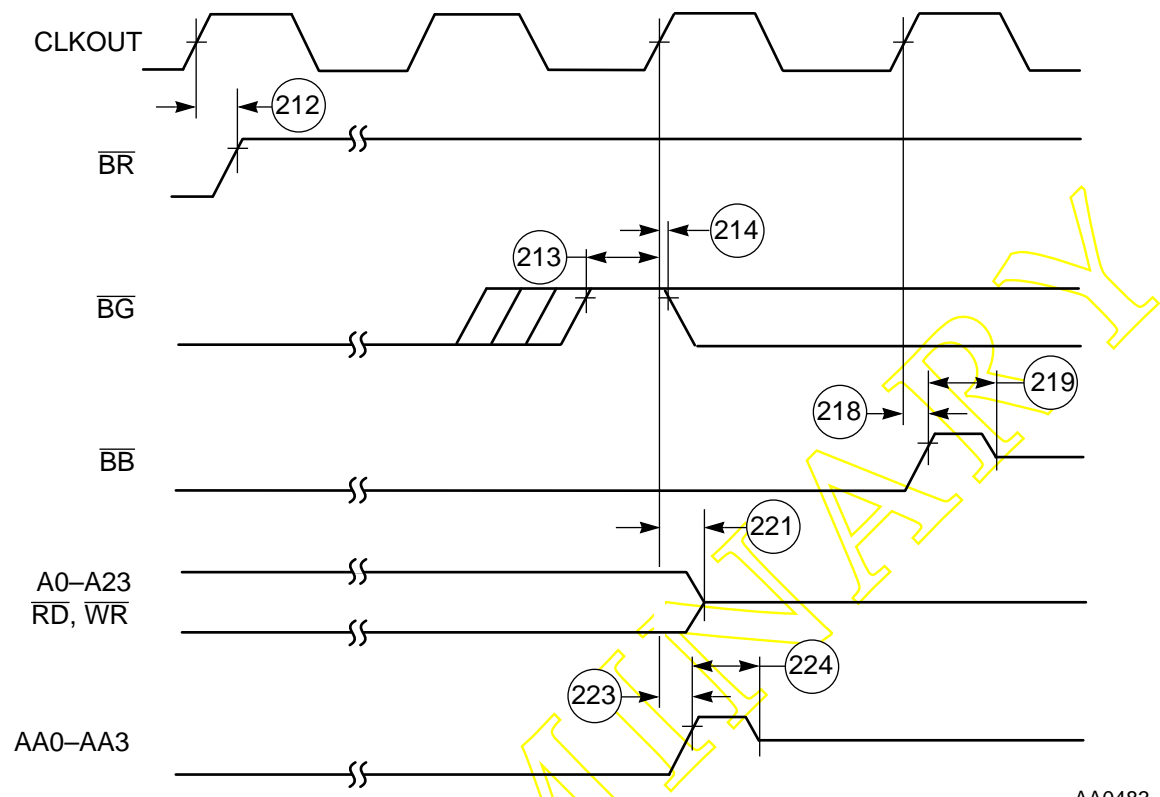 CLKOUT
212
BR
214
213
BG
219
218
BB
221
A0–A23
RD, WR
224
223
AA0–AA3